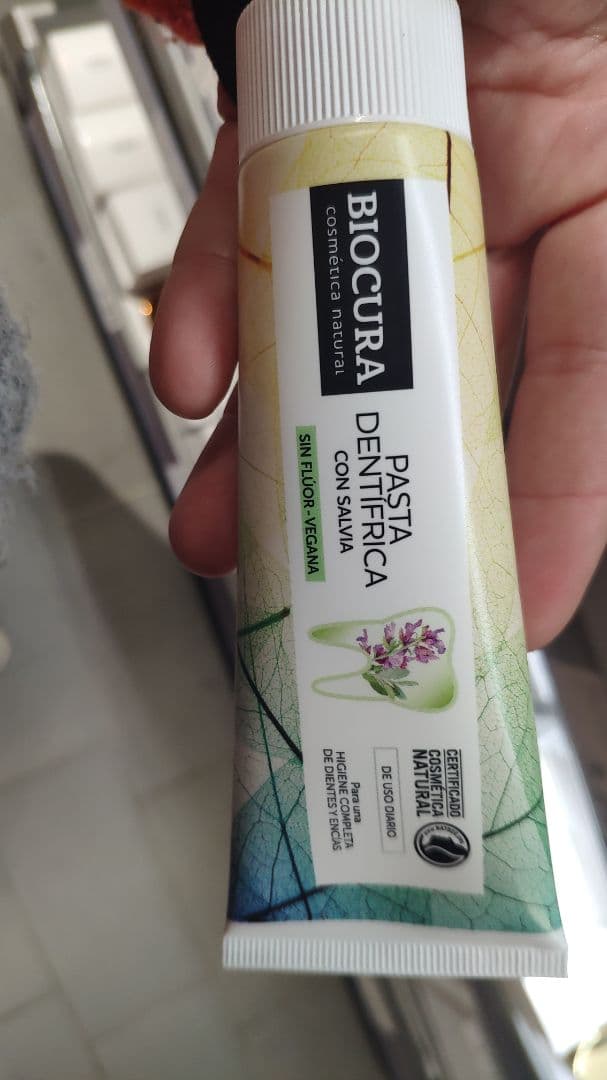 BIOCURA
cosmética natural
PASTA
DENTÍFRICA
CON SALVIA
SIN FLÚOR - VEGANA
CERTIFICADO
COSMÉTICA
NATURAL
DE USO DIARIO
Para una
HIGIENE COMPLETA
DE DIENTES Y ENCÍAS